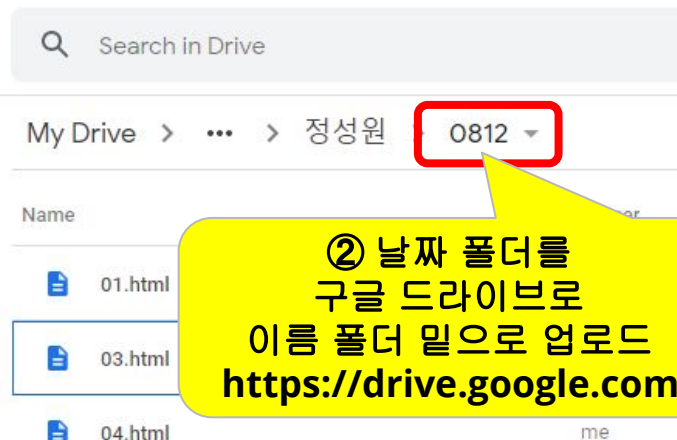 Search in Drive
My Drive > ... > 정성원 > 0812
Name
② 날짜 폴더를
구글 드라이브로
이름 폴더 밑으로 업로드
https://drive.google.com
01.html
03.html
04.html me